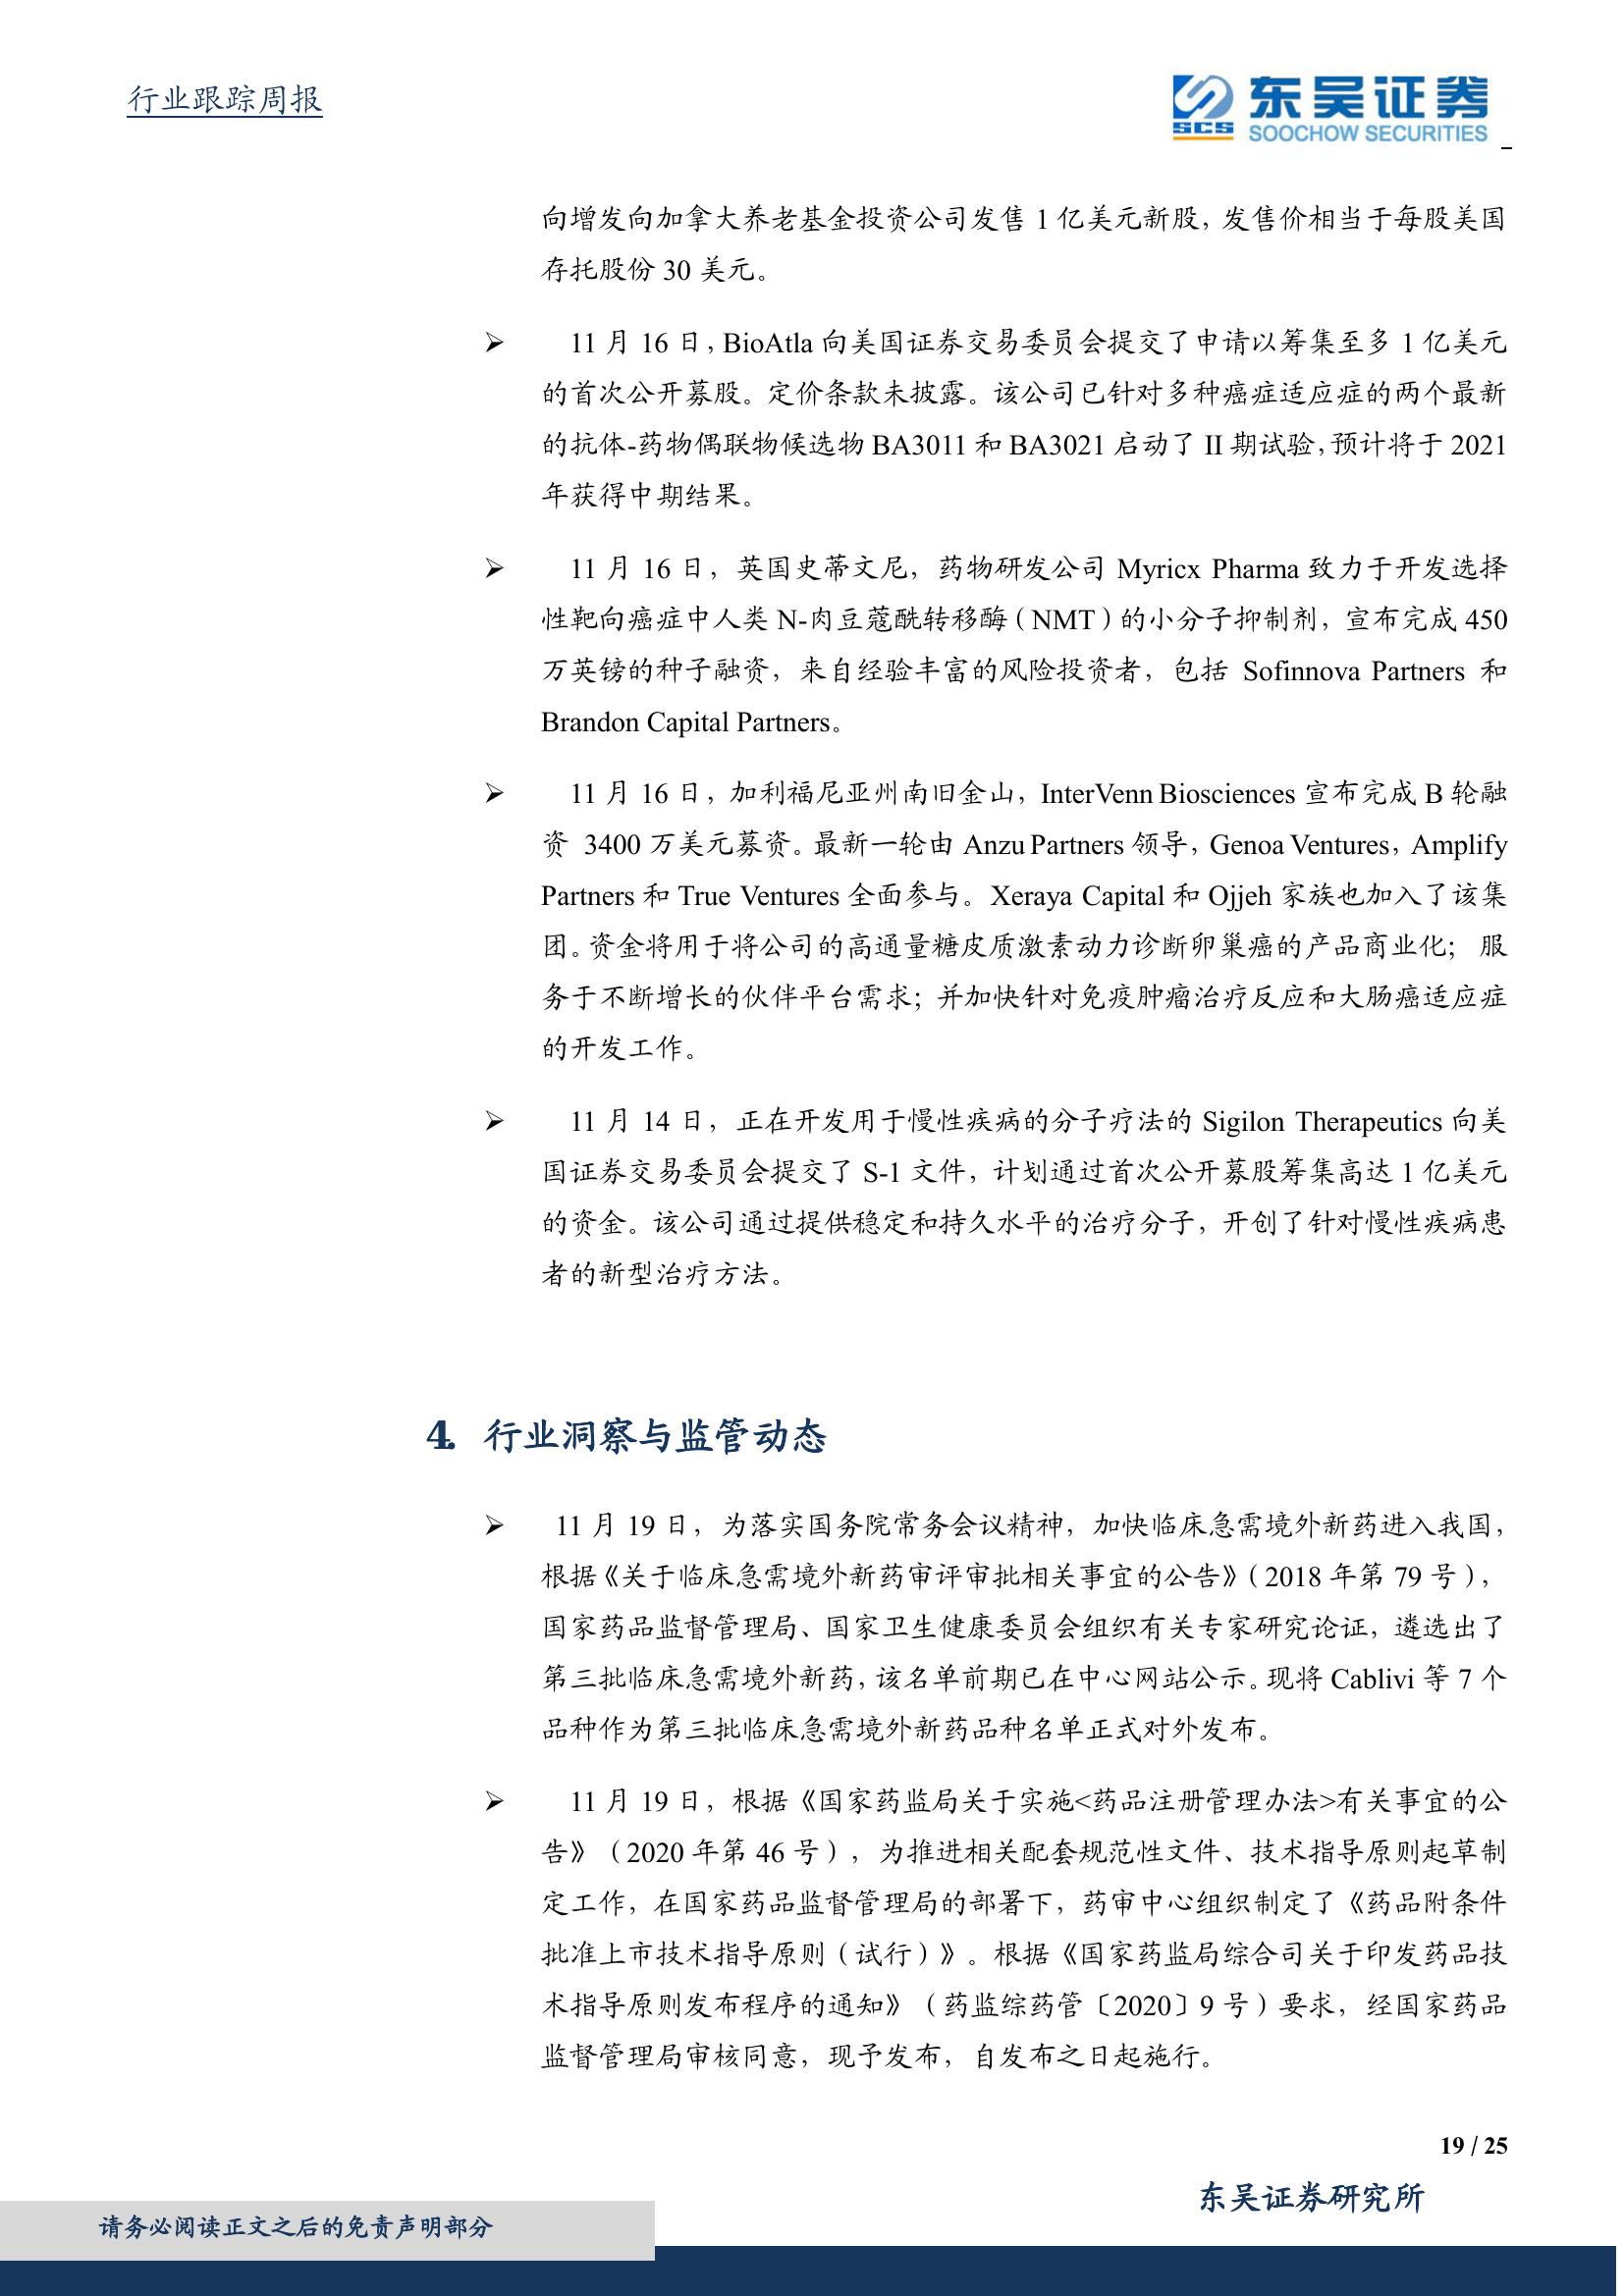 行业跟踪周报
SCS
东吴证券
SOOCHOW SECURITIES
向增发向加拿大养老基金投资公司发售 1 亿美元新股，发售价相当于每股美国
存托股份 30 美元。
➢ 11 月 16 日，BioAtla 向美国证券交易委员会提交了申请以筹集至多 1 亿美元
的首次公开募股。定价条款未披露。该公司已针对多种癌症适应症的两个最新
的抗体-药物偶联物候选物 BA3011 和 BA3021 启动了 II 期试验，预计将于 2021
年获得中期结果。
➢ 11 月 16 日，英国史蒂文尼，药物研发公司 Myricx Pharma 致力于开发选择
性靶向癌症中人类 N-肉豆蔻酰转移酶（NMT）的小分子抑制剂，宣布完成 450
万英镑的种子融资，来自经验丰富的风险投资者，包括 Sofinnova Partners 和
Brandon Capital Partners。
➢ 11 月 16 日，加利福尼亚州南旧金山，InterVenn Biosciences 宣布完成 B 轮融
资 3400 万美元募资。最新一轮由 Anzu Partners 领导，Genoa Ventures，Amplify
Partners 和 True Ventures 全面参与。Xeraya Capital 和 Ojjeh 家族也加入了该集
团。资金将用于将公司的高通量糖皮质激素动力诊断卵巢癌的产品商业化； 服
务于不断增长的伙伴平台需求；并加快针对免疫肿瘤治疗反应和大肠癌适应症
的开发工作。
➢ 11 月 14 日，正在开发用于慢性疾病的分子疗法的 Sigilon Therapeutics 向美
国证券交易委员会提交了 S-1 文件，计划通过首次公开募股筹集高达 1 亿美元
的资金。该公司通过提供稳定和持久水平的治疗分子，开创了针对慢性疾病患
者的新型治疗方法。
4. 行业洞察与监管动态
➢ 11 月 19 日，为落实国务院常务会议精神，加快临床急需境外新药进入我国，
根据《关于临床急需境外新药审评审批相关事宜的公告》（2018 年第 79 号），
国家药品监督管理局、国家卫生健康委员会组织有关专家研究论证，遴选出了
第三批临床急需境外新药，该名单前期已在中心网站公示。现将 Cablivi 等 7 个
品种作为第三批临床急需境外新药品种名单正式对外发布。
➢ 11 月 19 日，根据《国家药监局关于实施<药品注册管理办法>有关事宜的公
告》（2020 年第 46 号），为推进相关配套规范性文件、技术指导原则起草制
定工作，在国家药品监督管理局的部署下，药审中心组织制定了《药品附条件
批准上市技术指导原则（试行）》。根据《国家药监局综合司关于印发药品技
术指导原则发布程序的通知》（药监综药管〔2020〕9 号）要求，经国家药品
监督管理局审核同意，现予发布，自发布之日起施行。
19 / 25
东吴证券研究所
请务必阅读正文之后的免责声明部分